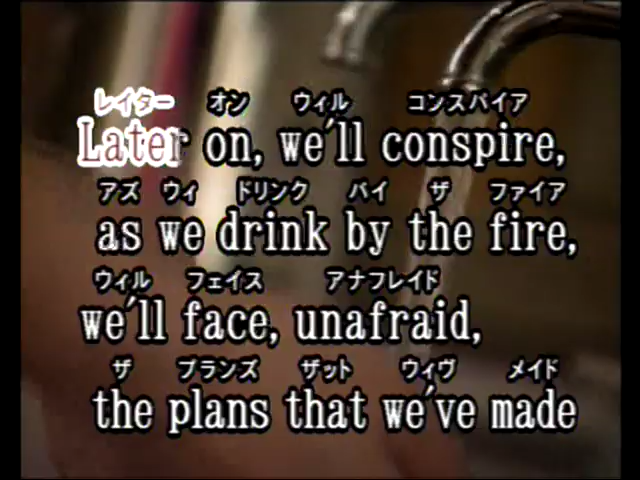 レイター オン ウィル コンスパイア
Later on, we'll conspire,
アズ ウィ ドリンク バイ ザ ファイア
as we drink by the fire,
ウィル フェイス アナフレイド
we'll face, unafraid,
ザ プランズ ザット ウィヴ メイド
the plans that we've made